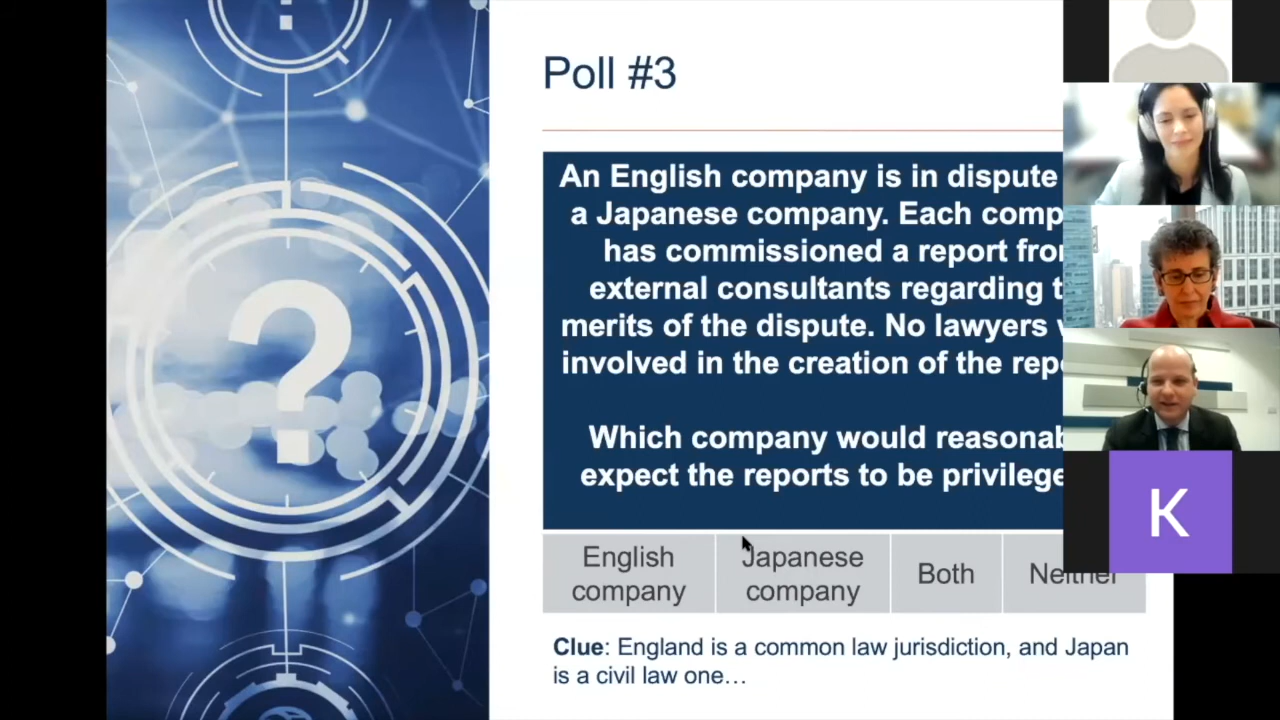 Poll #3
An English company is in dispute
a Japanese company. Each comp
has commissioned a report fro
external consultants regarding t
merits of the dispute. No lawyers
involved in the creation of the repo
Which company would reasonab
expect the reports to be privilege
English company
Japanese company
Both
Neither
Clue: England is a common law jurisdiction, and Japan
is a civil law one…
K